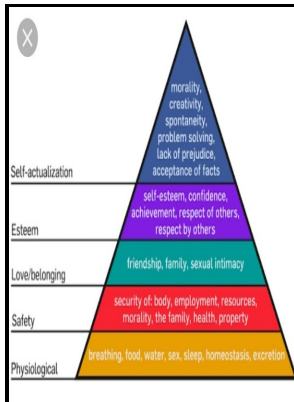 morality,
creativity,
spontaneity,
problem solving,
lack of prejudice,
acceptance of facts
Self-actualization
self-esteem, confidence,
achievement, respect of others,
respect by others
Esteem
friendship, family, sexual intimacy
Love/belonging
security of: body, employment, resources,
morality, the family, health, property
Safety
breathing, food, water, sex, sleep, homeostasis, excretion
Physiological